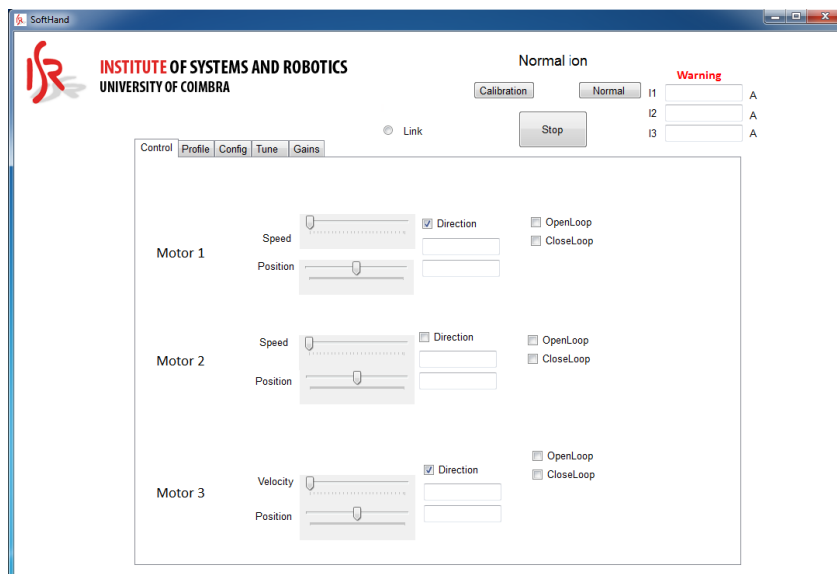 SoftHand
ISR
INSTITUTE OF SYSTEMS AND ROBOTICS
UNIVERSITY OF COIMBRA
Normal ion
Warning
Calibration
Normal
I1
A
I2
A
I3
A
Link
Stop
Control Profile Config Tune Gains
Motor 1
Speed
Direction
OpenLoop
CloseLoop
Position
Motor 2
Speed
Direction
OpenLoop
CloseLoop
Position
Motor 3
Velocity
Direction
OpenLoop
CloseLoop
Position